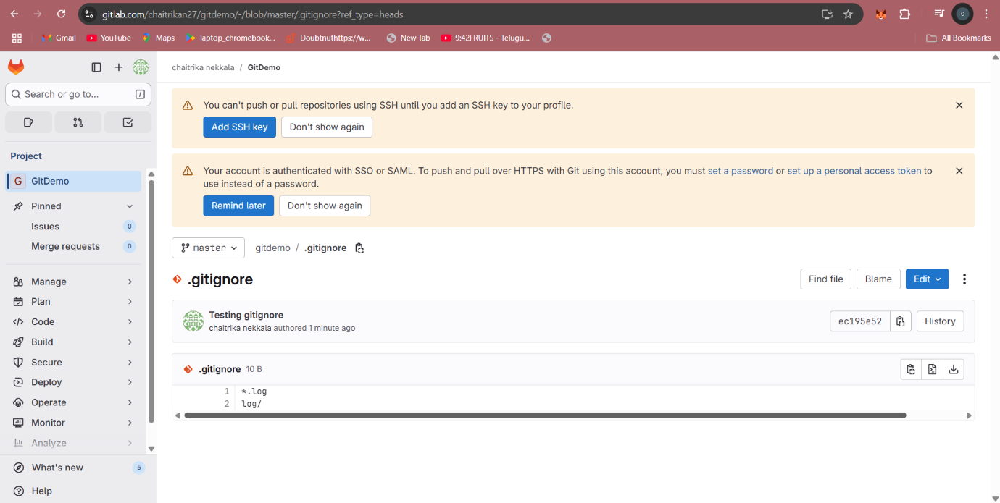 gitlab.com/chaitrikan27/gitdemo/-/blob/master/.gitignore?ref_type=heads
C
Gmail
YouTube
Maps
laptop_chromebook...
Doubtnuthttps://w...
New Tab
9:42FRUITS - Telugu...
All Bookmarks
chaitrika nekkala / GitDemo
Search or go to...
/
Project
G GitDemo
Pinned
Issues 0
Merge requests 0
Manage
Plan
Code
Build
Secure
Deploy
Operate
Monitor
Analyze
What's new 5
Help
You can't push or pull repositories using SSH until you add an SSH key to your profile.
Add SSH key
Don't show again
Your account is authenticated with SSO or SAML. To push and pull over HTTPS with Git using this account, you must set a password or set up a personal access token to
use instead of a password.
Remind later
Don't show again
master
gitdemo / .gitignore
.gitignore
Find file
Blame
Edit
Testing gitignore
chaitrika nekkala authored 1 minute ago
ec195e52
History
.gitignore 10 B
1 *.log
2 log/